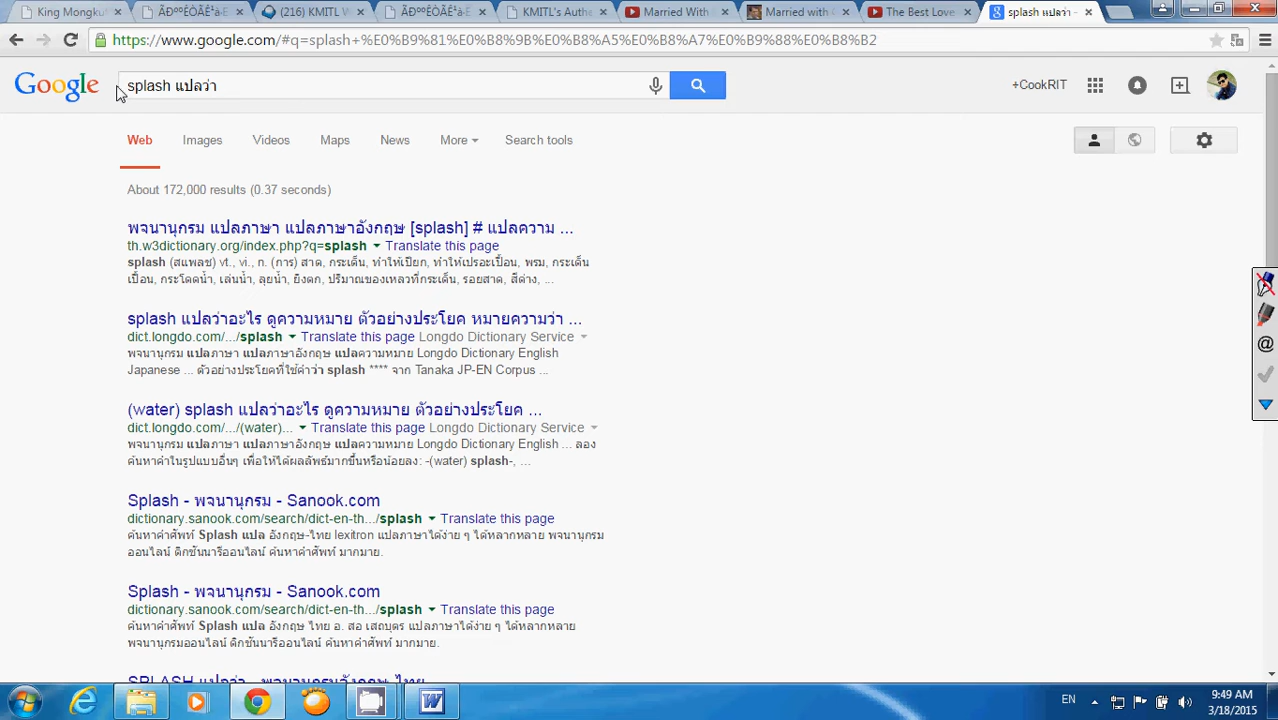 King Mongku
ÃÐººÊÒÃÊ¹à
(216) KMITL W
ÃÐººÊÒÃÊ¹à
KMITL's Authe
Married With
Married with
The Best Love
splash แปลว่า -
https://www.google.com/#q=splash+%E0%B9%81%E0%B8%9B%E0%B8%A5%E0%B8%A7%E0%B9%88%E0%B8%B2
Google
splash แปลว่า
+CookRIT
Web Images Videos Maps News More Search tools
About 172,000 results (0.37 seconds)
พจนานุกรม แปลภาษา แปลภาษาอังกฤษ [splash] # แปลความ ...
th.w3dictionary.org/index.php?q=splash Translate this page
splash (สแพลช) vt., vi., n. (การ) สาด, กระเด็น, ทำให้เปียก, ทำให้เปรอะเปื้อน, พรม, กระเด็น
เปื้อน, กระโดดน้ำ, เล่นน้ำ, ลุยน้ำ, ยิงตก, ปริมาณของเหลวที่กระเด็น, รอยสาด, สีด่าง, ...
splash แปลว่าอะไร ดูความหมาย ตัวอย่างประโยค หมายความว่า ...
dict.longdo.com/.../splash Translate this page Longdo Dictionary Service
พจนานุกรม แปลภาษา แปลภาษาอังกฤษ แปลความหมาย Longdo Dictionary English
Japanese ... ตัวอย่างประโยคที่ใช้คำว่า splash **** จาก Tanaka JP-EN Corpus ...
(water) splash แปลว่าอะไร ดูความหมาย ตัวอย่างประโยค ...
dict.longdo.com/.../(water)... Translate this page Longdo Dictionary Service
พจนานุกรม แปลภาษา แปลภาษาอังกฤษ แปลความหมาย Longdo Dictionary English ... ลอง
ค้นหาคำในรูปแบบอื่นๆ เพื่อให้ได้ผลลัพธ์มากขึ้นหรือน้อยลง: -(water) splash-, ...
Splash - พจนานุกรม - Sanook.com
dictionary.sanook.com/search/dict-en-th.../splash Translate this page
ค้นหาคำศัพท์ Splash แปล อังกฤษ-ไทย lexitron แปลภาษาได้ง่าย ๆ ได้หลากหลาย พจนานุกรม
ออนไลน์ ดิกชันนารีออนไลน์ ค้นหาคำศัพท์ มากมาย.
Splash - พจนานุกรม - Sanook.com
dictionary.sanook.com/search/dict-en-th.../splash Translate this page
ค้นหาคำศัพท์ Splash แปล อังกฤษ ไทย อ. สอ เสถบุตร แปลภาษาได้ง่าย ๆ ได้หลากหลาย
พจนานุกรมออนไลน์ ดิกชันนารีออนไลน์ ค้นหาคำศัพท์ มากมาย.
SPLASH แปลว่า - พจนานุกรมอังกฤษ ไทย
EN
9:49 AM
3/18/2015